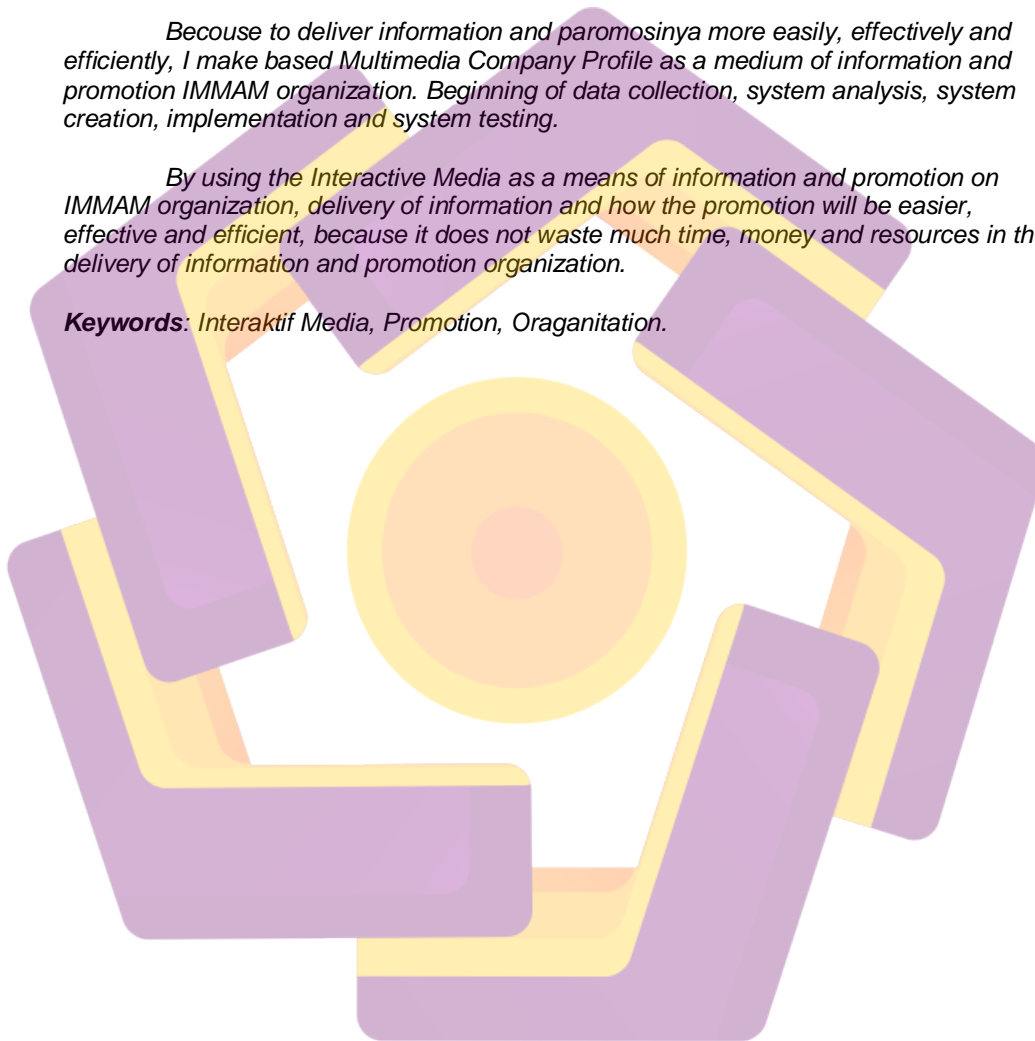 Becouse to deliver information and paromosinya more easily, effectively and
efficiently, I make based Multimedia Company Profile as a medium of information and
promotion IMMAM organization. Beginning of data collection, system analysis, system
creation, implementation and system testing.
By using the Interactive Media as a means of information and promotion on
IMMAM organization, delivery of information and how the promotion will be easier,
effective and efficient, because it does not waste much time, money and resources in th
delivery of information and promotion organization.
Keywords: Interaktif Media, Promotion, Oraganitation.